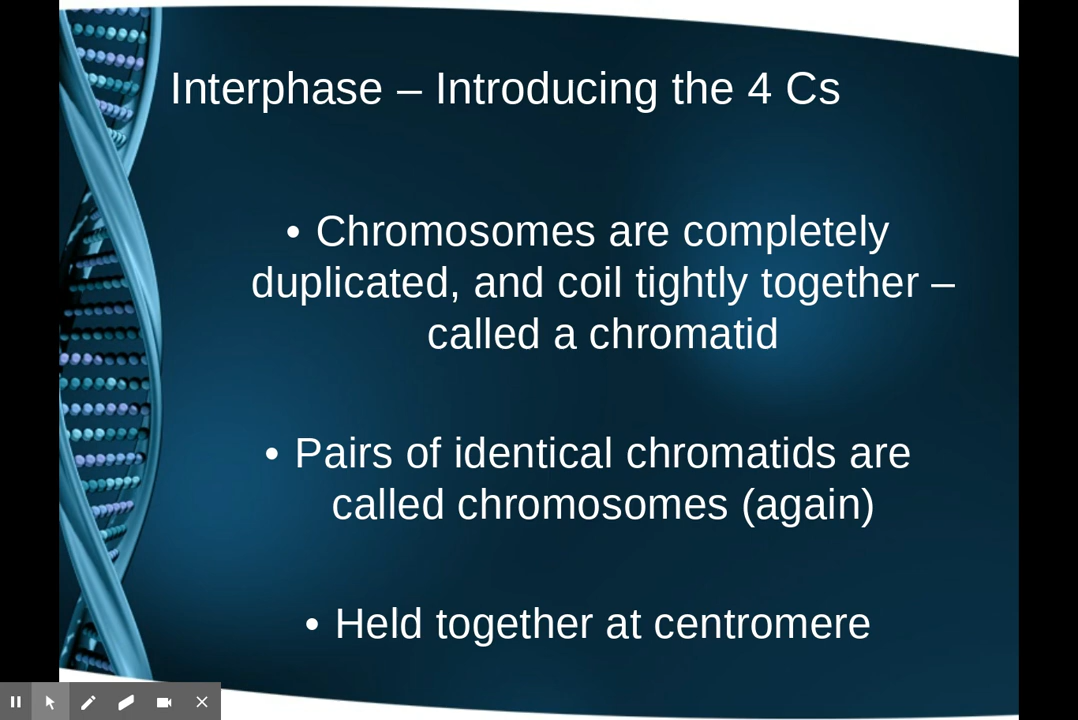 Interphase – Introducing the 4 Cs
• Chromosomes are completely
duplicated, and coil tightly together –
called a chromatid
• Pairs of identical chromatids are
called chromosomes (again)
• Held together at centromere